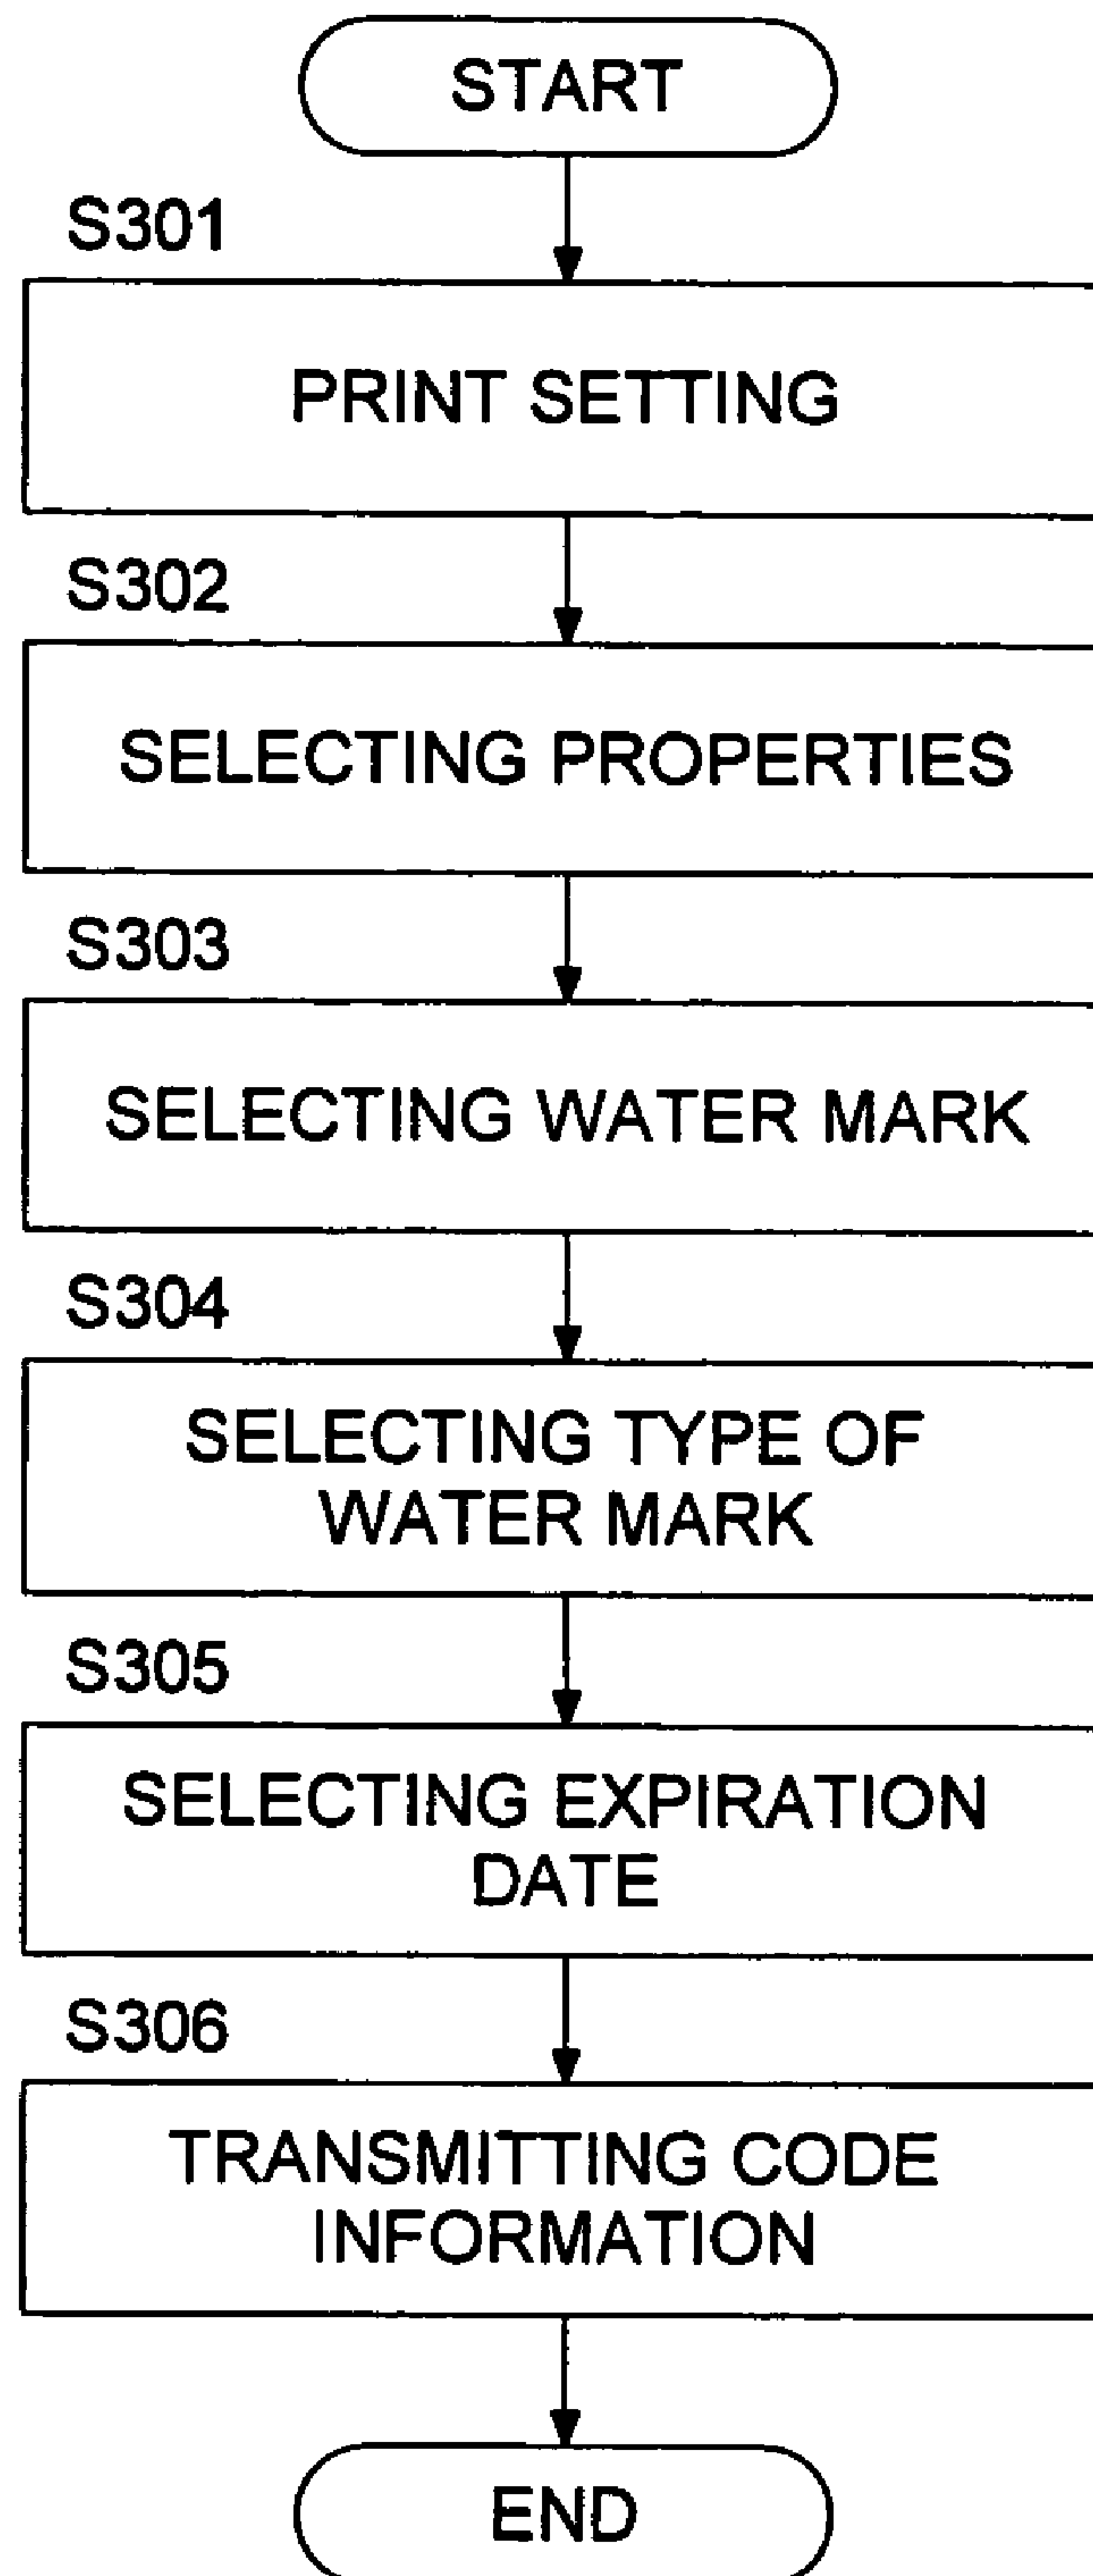 START
S301
PRINT SETTING
S302
SELECTING PROPERTIES
S303
SELECTING WATER MARK
S304
SELECTING TYPE OF
WATER MARK
S305
SELECTING EXPIRATION
DATE
S306
TRANSMITTING CODE
INFORMATION
END